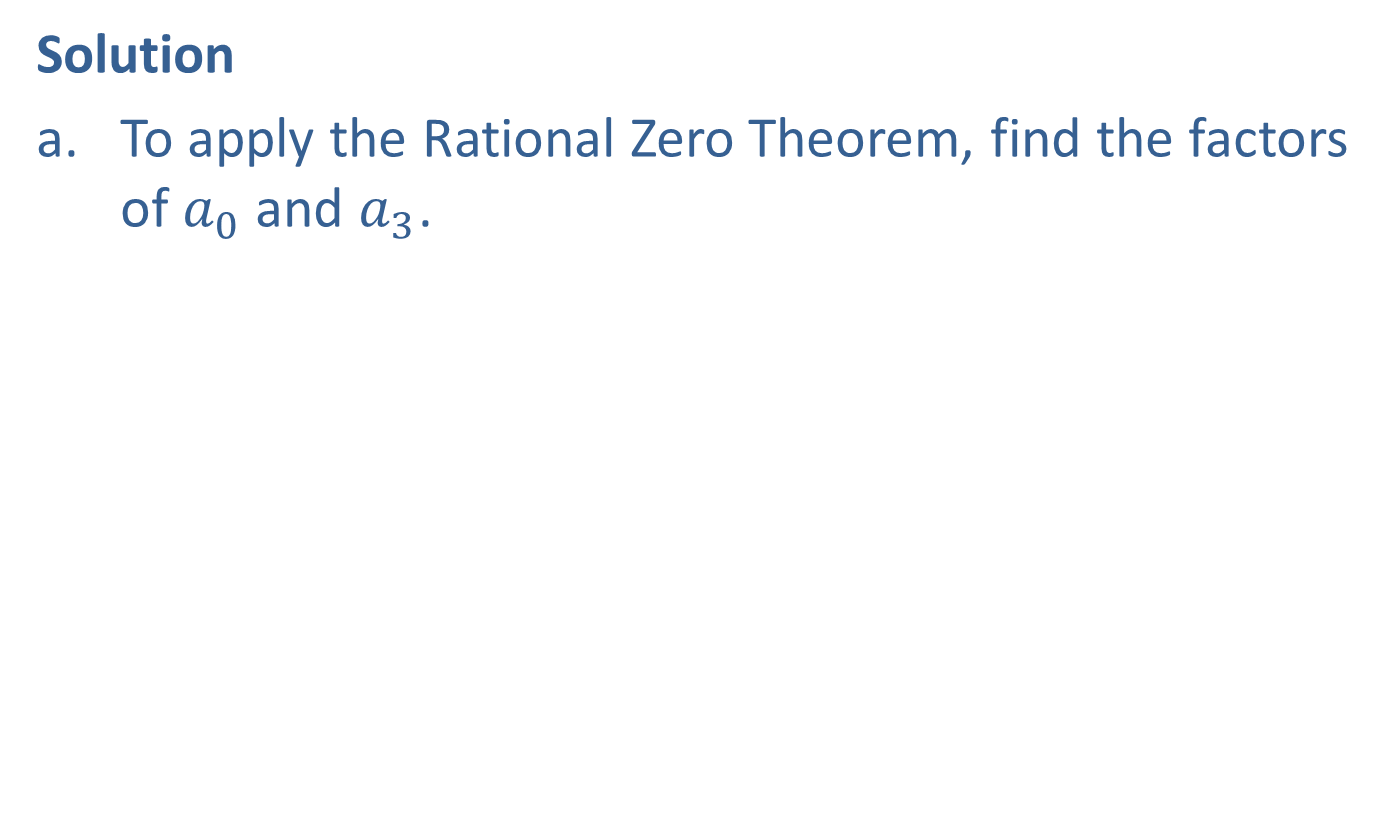 Solution
a. To apply the Rational Zero Theorem, find the factors
of a₀ and a₃.